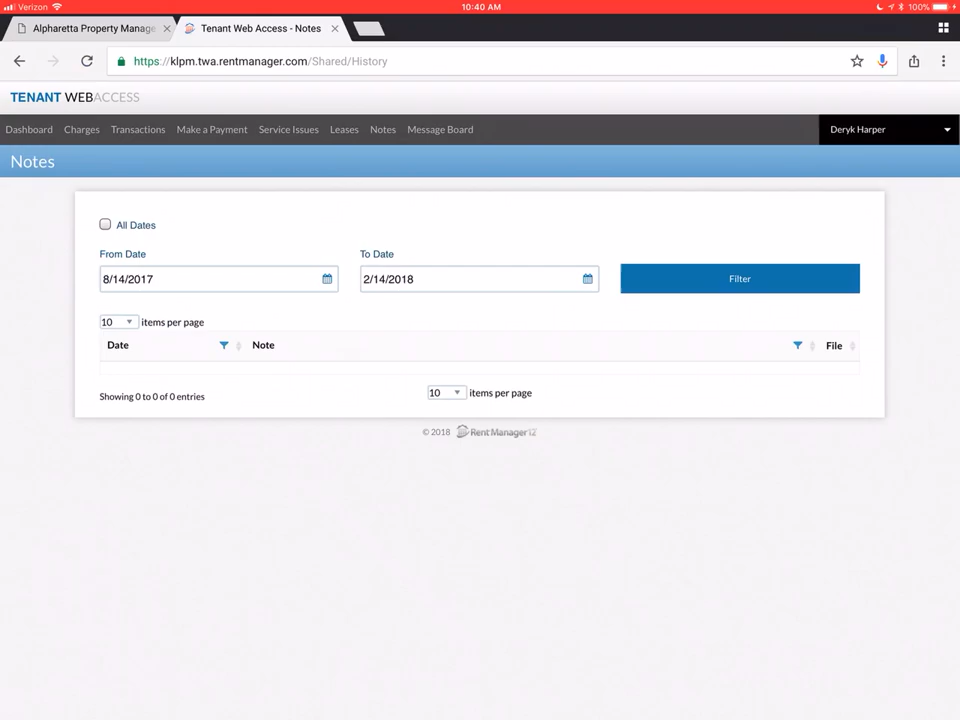 Verizon 10:40 AM 100%
Alpharetta Property Manage
Tenant Web Access - Notes
https://klpm.twa.rentmanager.com/Shared/History
TENANT WEBACCESS
Dashboard Charges Transactions Make a Payment Service Issues Leases Notes Message Board Deryk Harper
Notes
All Dates
From Date To Date
8/14/2017 2/14/2018 Filter
10 items per page
Date Note File
Showing 0 to 0 of 0 entries 10 items per page
© 2018 Rent Manager 12